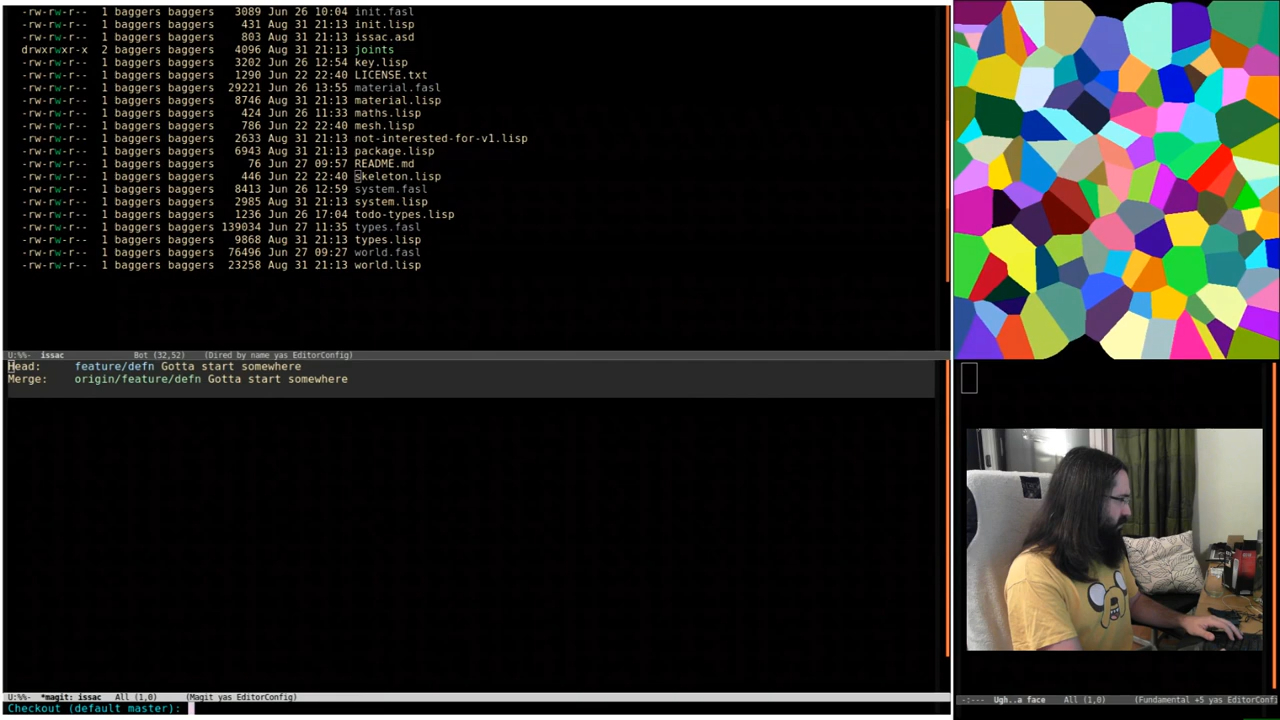 -rw-rw-r-- 1 baggers baggers 3089 Jun 26 10:04 init.fasl
-rw-rw-r-- 1 baggers baggers 431 Aug 31 21:13 init.lisp
-rw-rw-r-- 1 baggers baggers 803 Aug 31 21:13 issac.asd
drwxrwxr-x 2 baggers baggers 4096 Aug 31 21:13 joints
-rw-rw-r-- 1 baggers baggers 3202 Jun 26 12:54 key.lisp
-rw-rw-r-- 1 baggers baggers 1290 Jun 22 22:40 LICENSE.txt
-rw-rw-r-- 1 baggers baggers 29221 Jun 26 13:55 material.fasl
-rw-rw-r-- 1 baggers baggers 8746 Aug 31 21:13 material.lisp
-rw-rw-r-- 1 baggers baggers 424 Jun 26 11:33 maths.lisp
-rw-rw-r-- 1 baggers baggers 786 Jun 22 22:40 mesh.lisp
-rw-rw-r-- 1 baggers baggers 2633 Aug 31 21:13 not-interested-for-v1.lisp
-rw-rw-r-- 1 baggers baggers 6943 Aug 31 21:13 package.lisp
-rw-rw-r-- 1 baggers baggers 76 Jun 27 09:57 README.md
-rw-rw-r-- 1 baggers baggers 446 Jun 22 22:40 skeleton.lisp
-rw-rw-r-- 1 baggers baggers 8413 Jun 26 12:59 system.fasl
-rw-rw-r-- 1 baggers baggers 2985 Aug 31 21:13 system.lisp
-rw-rw-r-- 1 baggers baggers 1236 Jun 26 17:04 todo-types.lisp
-rw-rw-r-- 1 baggers baggers 139034 Jun 27 11:35 types.fasl
-rw-rw-r-- 1 baggers baggers 9868 Aug 31 21:13 types.lisp
-rw-rw-r-- 1 baggers baggers 76496 Jun 27 09:27 world.fasl
-rw-rw-r-- 1 baggers baggers 23258 Aug 31 21:13 world.lisp
U:%%- issac Bot (32,52) (Dired by name yas EditorConfig)
Head: feature/defn Gotta start somewhere
Merge: origin/feature/defn Gotta start somewhere
U:%%- *magit: issac All (1,0) (Magit yas EditorConfig)
Checkout (default master):
-:--- Ugh..a face All (1,0) (Fundamental +5 yas EditorConf